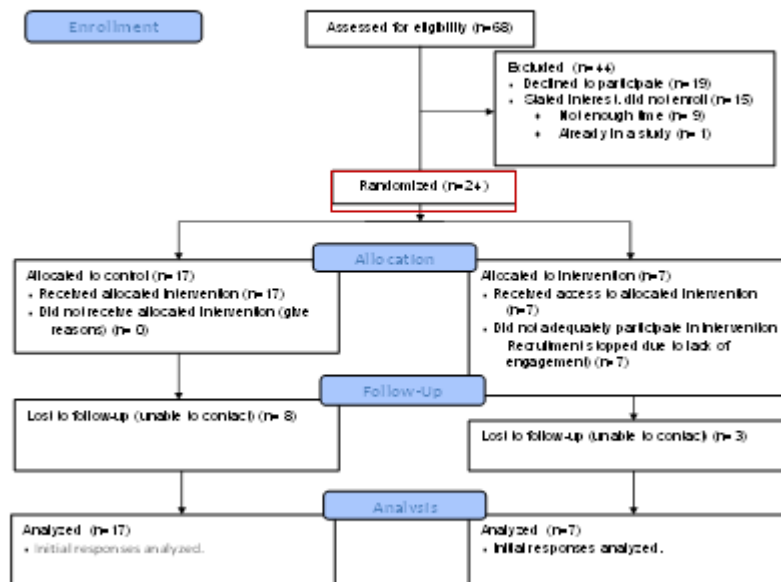 Enrollment
Assessed for eligibility (n=68)
Excluded (n=44)
• Declined to participate (n=19)
• Stated interest, did not enroll (n=15)
• Not enough time (n=9)
• Already in a study (n=1)
Randomized (n=24)
Allocation
Allocated to control (n=17)
• Received allocated intervention (n=17)
• Did not receive allocated intervention (give
reasons) (n=0)
Allocated to intervention (n=7)
• Received access to allocated intervention
(n=7)
• Did not adequately participate in intervention
Recruitment stopped due to lack of
engagement) (n=7)
Follow-Up
Lost to follow-up (unable to contact) (n=8)
Lost to follow-up (unable to contact) (n=3)
Analysis
Analyzed (n=17)
• Initial responses analyzed.
Analyzed (n=7)
• Initial responses analyzed.